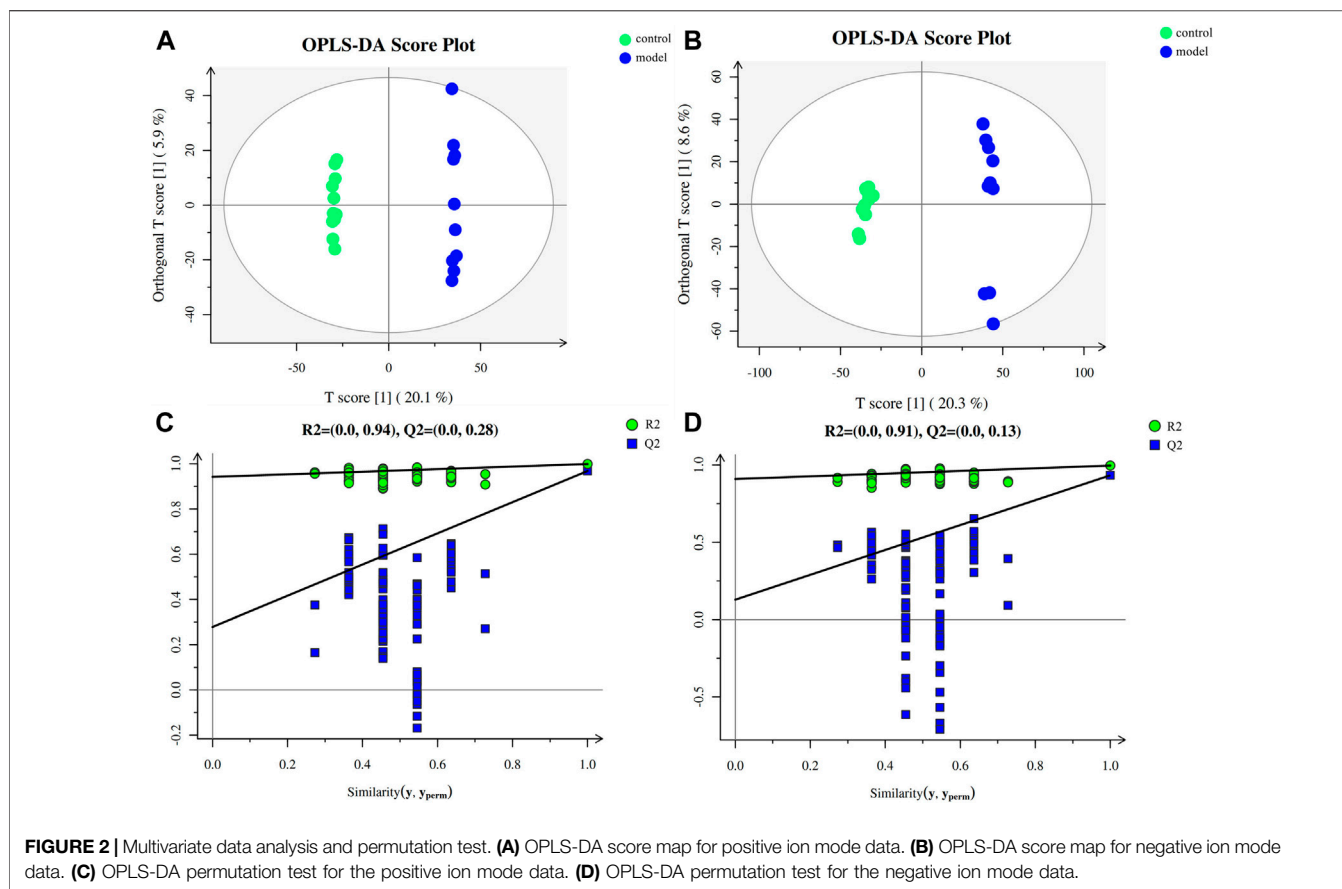 A
OPLS-DA Score Plot
control
model
Orthogonal T score [1] ( 5.9 %)
40
20
0
-20
-40
-50
0
50
T score [1] ( 20.1 %)
B
OPLS-DA Score Plot
control
model
Orthogonal T score [1] ( 8.6 %)
60
40
20
0
-20
-40
-60
-100
-50
0
50
100
T score [1] ( 20.3 %)
C
R2=(0.0, 0.94), Q2=(0.0, 0.28)
R2
Q2
1.0
0.8
0.6
0.4
0.2
0.0
-0.2
0.0
0.2
0.4
0.6
0.8
1.0
Similarity(y, yperm)
D
R2=(0.0, 0.91), Q2=(0.0, 0.13)
R2
Q2
1.0
0.5
0.0
-0.5
0.0
0.2
0.4
0.6
0.8
1.0
Similarity(y, yperm)
FIGURE 2 | Multivariate data analysis and permutation test. (A) OPLS-DA score map for positive ion mode data. (B) OPLS-DA score map for negative ion mode
data. (C) OPLS-DA permutation test for the positive ion mode data. (D) OPLS-DA permutation test for the negative ion mode data.